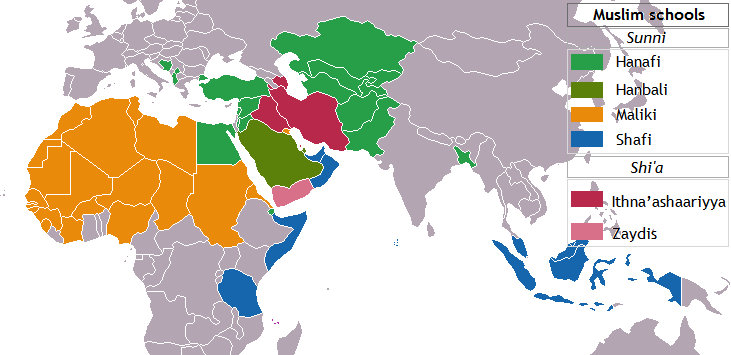 Muslim schools
Sunni
Hanafi
Hanbali
Maliki
Shafi
Shi'a
Ithna’ashaariyya
Zaydis